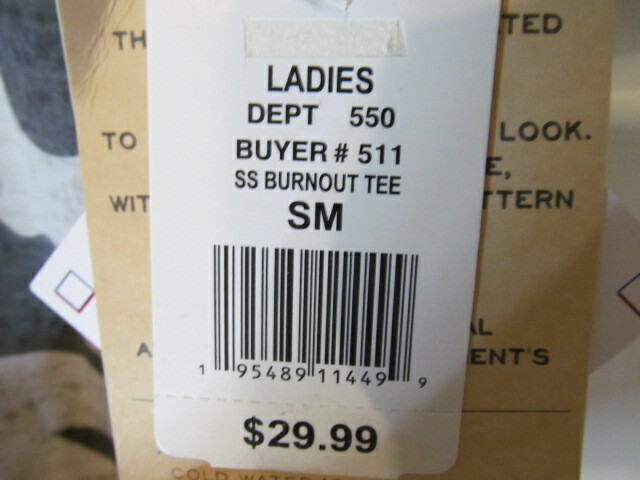 TH TED
LADIES
DEPT 550
TO LOOK.
BUYER # 511
E,
SS BURNOUT TEE
WIT TTERN
SM
AL
A ENT'S
1 95489 11449 9
$29.99
COLD WATER